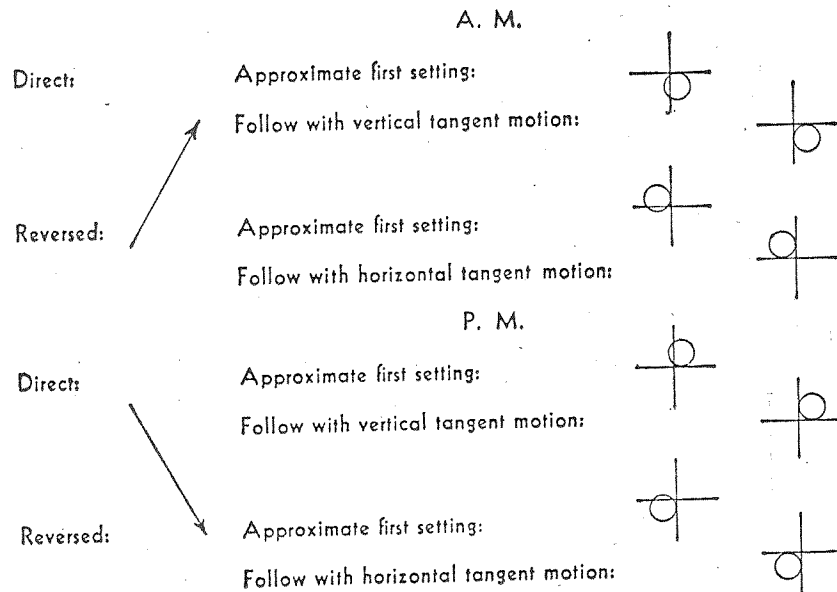 A. M.
Direct: Approximate first setting:
Follow with vertical tangent motion:
Reversed: Approximate first setting:
Follow with horizontal tangent motion:
P. M.
Direct: Approximate first setting:
Follow with vertical tangent motion:
Reversed: Approximate first setting:
Follow with horizontal tangent motion: